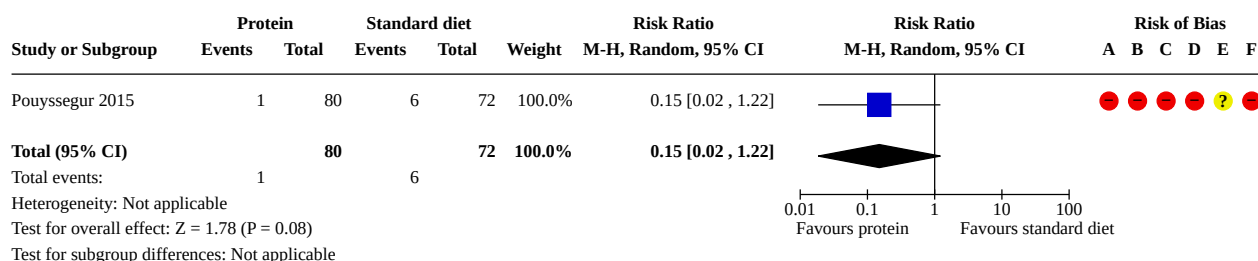 Protein Standard diet Risk Ratio Risk Ratio Risk of Bias
Study or Subgroup Events Total Events Total Weight M-H, Random, 95% CI M-H, Random, 95% CI A B C D E F
Pouyssegur 2015 1 80 6 72 100.0% 0.15 [0.02 , 1.22] − − − − ? −
Total (95% CI) 80 72 100.0% 0.15 [0.02 , 1.22]
Total events: 1 6
Heterogeneity: Not applicable 0.01 0.1 1 10 100
Test for overall effect: Z = 1.78 (P = 0.08) Favours protein Favours standard diet
Test for subgroup differences: Not applicable